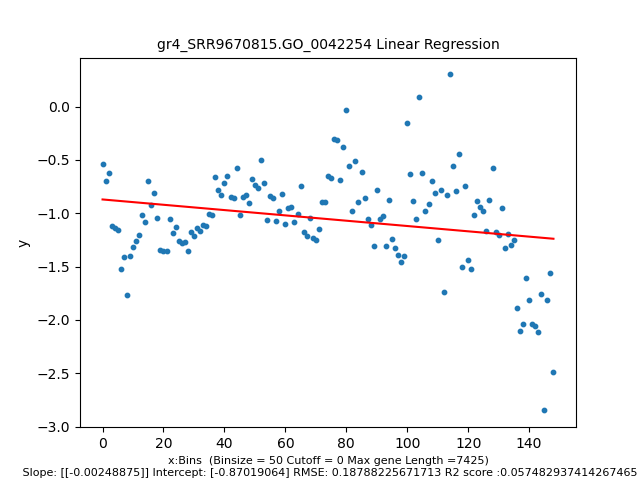 gr4_SRR9670815.GO_0042254 Linear Regression
0.0
−0.5
−1.0
−1.5
−2.0
−2.5
−3.0
y
0 20 40 60 80 100 120 140
x:Bins  (Binsize = 50 Cutoff = 0 Max gene Length =7425)
Slope: [[-0.00248875]] Intercept: [-0.87019064] RMSE: 0.18788225671713 R2 score :0.057482937414267465